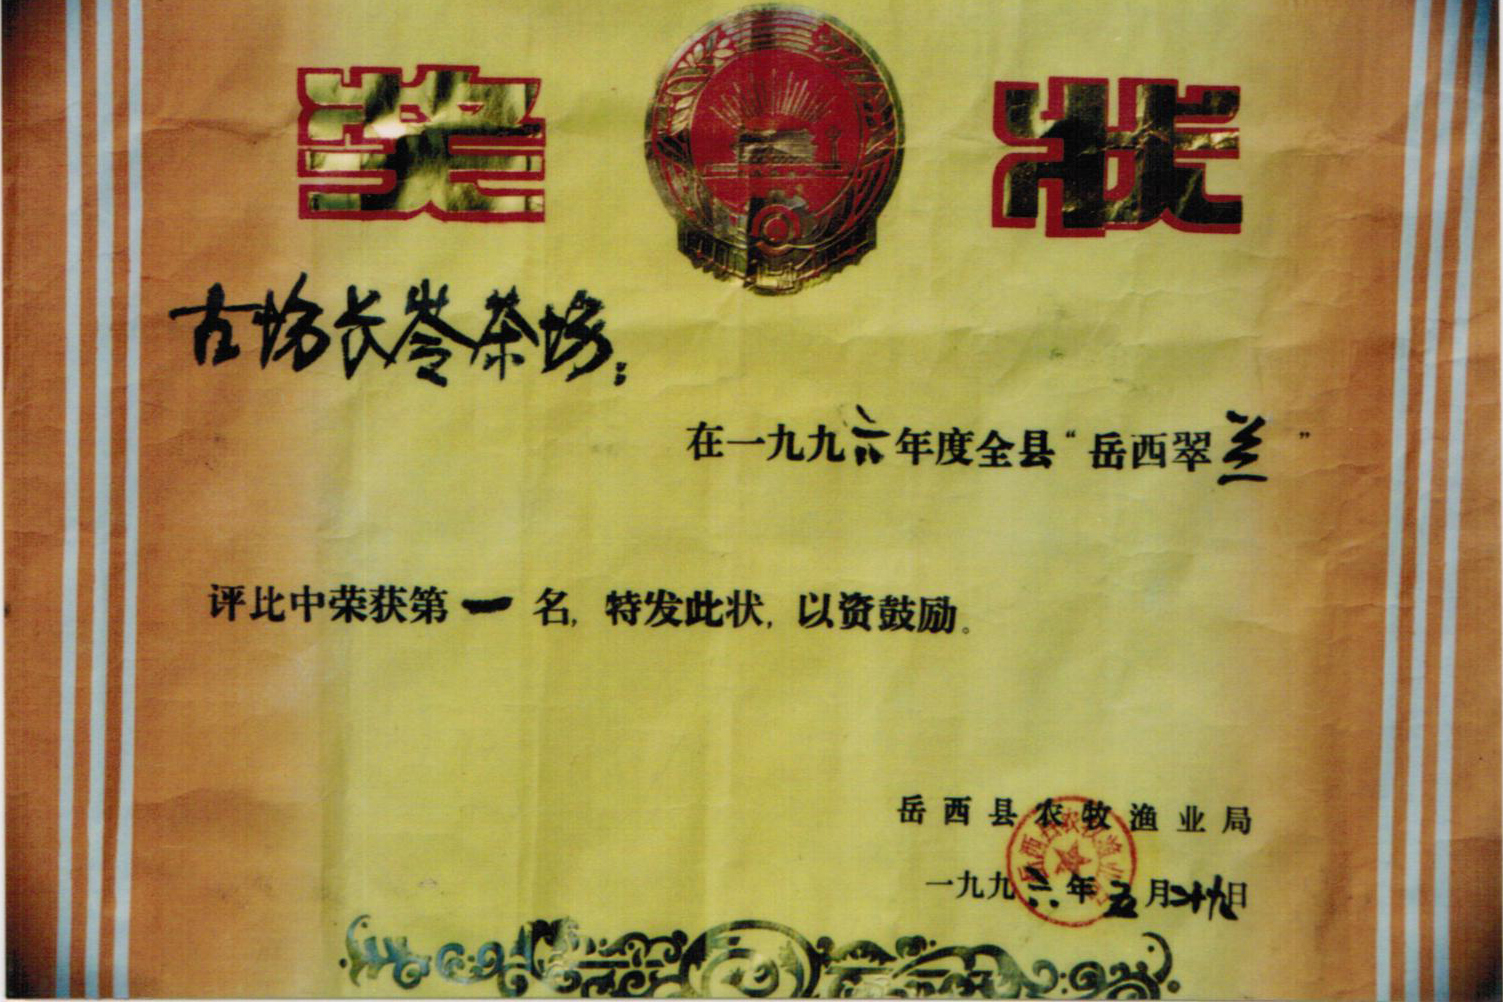 奖状
古坊长岺茶场：
在一九九六年度全县“岳西翠兰”
评比中荣获第一名，特发此状，以资鼓励。
岳西县农牧渔业局
一九九六年五月廿九日